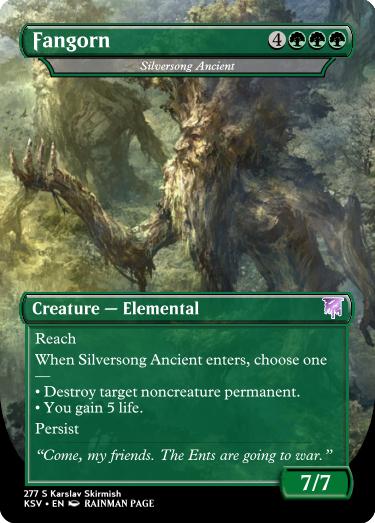 Fangorn 4
Silversong Ancient
Creature — Elemental
Reach
When Silversong Ancient enters, choose one
—
• Destroy target noncreature permanent.
• You gain 5 life.
Persist
“Come, my friends. The Ents are going to war.”
7/7
277 S Karslav Skirmish
KSV • EN RAINMAN PAGE